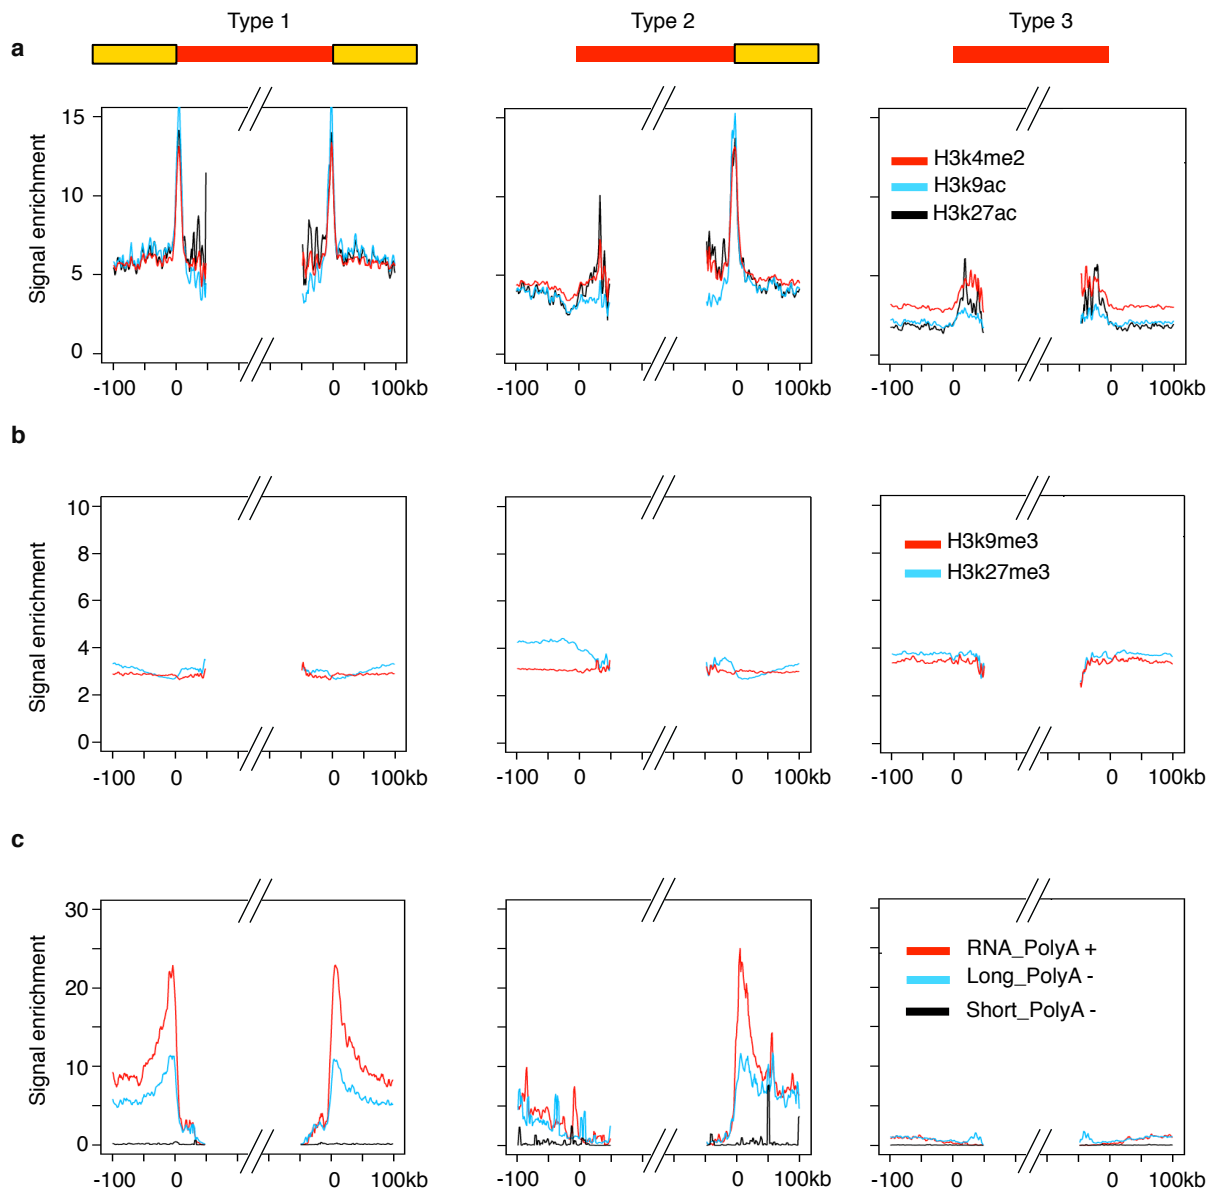 Type 1
Type 2
Type 3
a
Signal enrichment
15
10
5
0
H3k4me2
H3k9ac
H3k27ac
-100 0 0 100kb
-100 0 0 100kb
-100 0 0 100kb
b
Signal enrichment
10
8
6
4
2
0
H3k9me3
H3k27me3
-100 0 0 100kb
-100 0 0 100kb
-100 0 0 100kb
c
Signal enrichment
30
20
10
0
RNA_PolyA +
Long_PolyA -
Short_PolyA -
-100 0 0 100kb
-100 0 0 100kb
-100 0 0 100kb